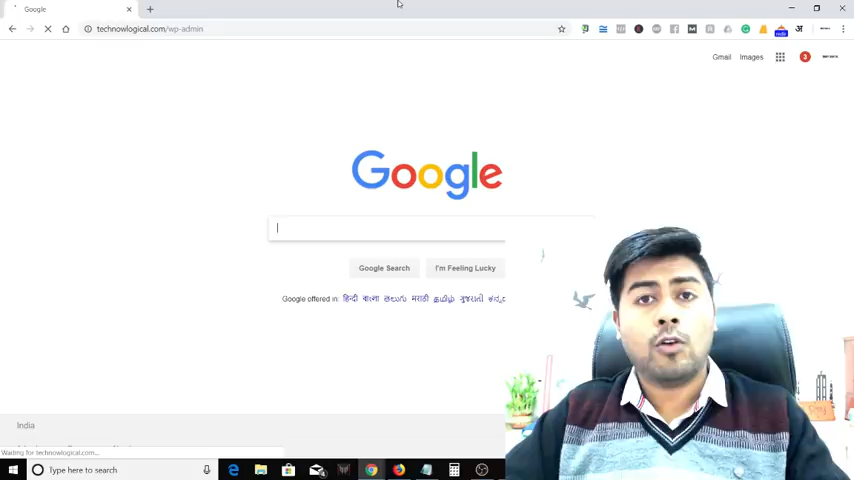 Google
technowlogical.com/wp-admin
Gmail Images 3
Google
Google Search I'm Feeling Lucky
Google offered in: हिन्दी বাংলা తెలుగు मराठी தமிழ் ગુજરાતી
India
Waiting for technowlogical.com...
Type here to search